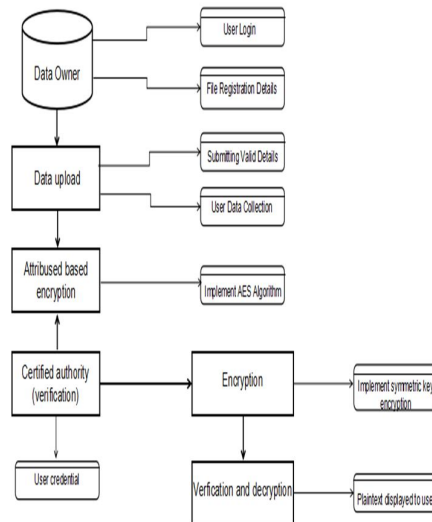 User Login
Data Owner
File Registration Details
Submitting Valid Details
Data upload
User Data Collection
Attribused based
encryption
Implement AES Algorithm
Certified authority
(verification)
Encryption
Implement symmetric key
encryption
User credential
Verfication and decryption
Plaintext displayed to use